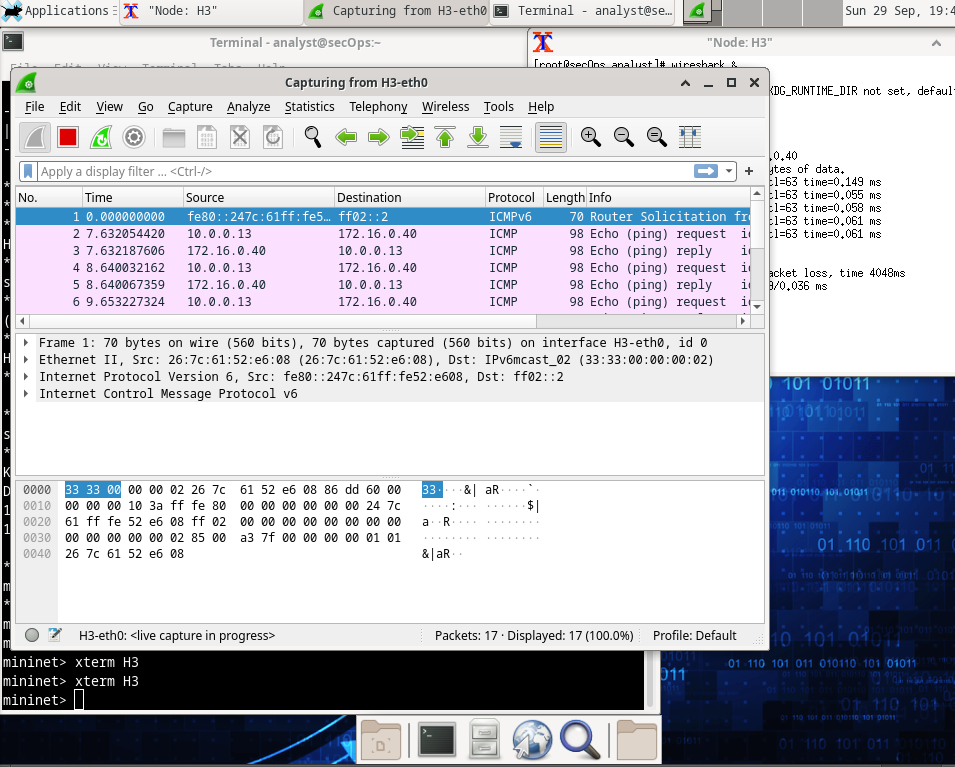 Applications
"Node: H3"
Capturing from H3-eth0
Terminal - analyst@se...
Sun 29 Sep, 19:4
Terminal - analyst@secOps:~
"Node: H3"
[root@secOps analyst]# wireshark &
XDG_RUNTIME_DIR not set, defaul
.0.40
ytes of data.
tl=63 time=0.149 ms
tl=63 time=0.055 ms
tl=63 time=0.058 ms
tl=63 time=0.061 ms
tl=63 time=0.061 ms
acket loss, time 4048ms
/0.036 ms
Capturing from H3-eth0
File Edit View Go Capture Analyze Statistics Telephony Wireless Tools Help
Apply a display filter ... <Ctrl-/>
No. Time Source Destination Protocol Length Info
1 0.000000000 fe80::247c:61ff:fe5... ff02::2 ICMPv6 70 Router Solicitation fro
2 7.632054420 10.0.0.13 172.16.0.40 ICMP 98 Echo (ping) request i
3 7.632187606 172.16.0.40 10.0.0.13 ICMP 98 Echo (ping) reply i
4 8.640032162 10.0.0.13 172.16.0.40 ICMP 98 Echo (ping) request i
5 8.640067359 172.16.0.40 10.0.0.13 ICMP 98 Echo (ping) reply i
6 9.653227324 10.0.0.13 172.16.0.40 ICMP 98 Echo (ping) request i
Frame 1: 70 bytes on wire (560 bits), 70 bytes captured (560 bits) on interface H3-eth0, id 0
Ethernet II, Src: 26:7c:61:52:e6:08 (26:7c:61:52:e6:08), Dst: IPv6mcast_02 (33:33:00:00:00:02)
Internet Protocol Version 6, Src: fe80::247c:61ff:fe52:e608, Dst: ff02::2
Internet Control Message Protocol v6
0000 33 33 00 00 00 02 26 7c 61 52 e6 08 86 dd 60 00 33····&| aR····`·
0010 00 00 00 10 3a ff fe 80 00 00 00 00 00 00 24 7c ····:··· ······$|
0020 61 ff fe 52 e6 08 ff 02 00 00 00 00 00 00 00 00 a··R···· ········
0030 00 00 00 00 00 02 85 00 a3 7f 00 00 00 00 01 01 ········ ········
0040 26 7c 61 52 e6 08 &|aR··
H3-eth0: <live capture in progress>
Packets: 17 · Displayed: 17 (100.0%)
Profile: Default
mininet> xterm H3
mininet> xterm H3
mininet>